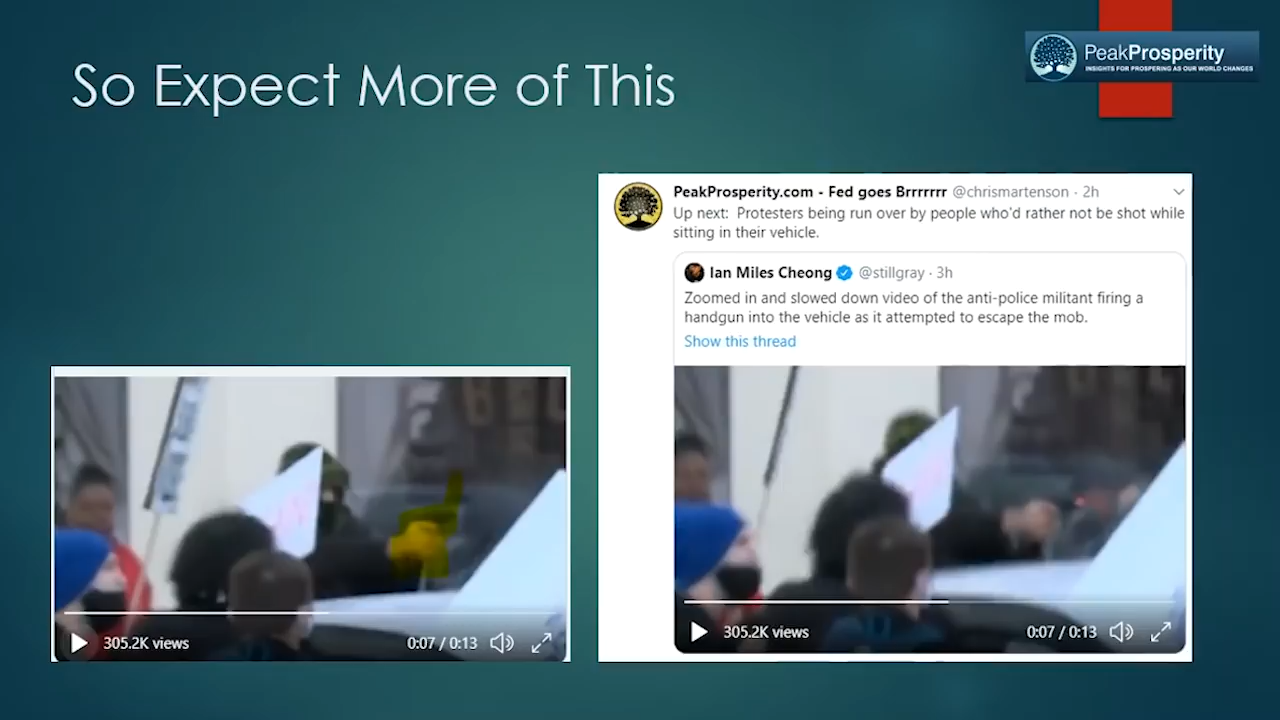 So Expect More of This
PeakProsperity
INSIGHTS FOR PROSPERING AS OUR WORLD CHANGES
PeakProsperity.com - Fed goes Brrrrrrr @chrismartenson · 2h
Up next: Protesters being run over by people who'd rather not be shot while
sitting in their vehicle.
Ian Miles Cheong @stillgray · 3h
Zoomed in and slowed down video of the anti-police militant firing a
handgun into the vehicle as it attempted to escape the mob.
Show this thread
305.2K views 0:07 / 0:13
305.2K views 0:07 / 0:13